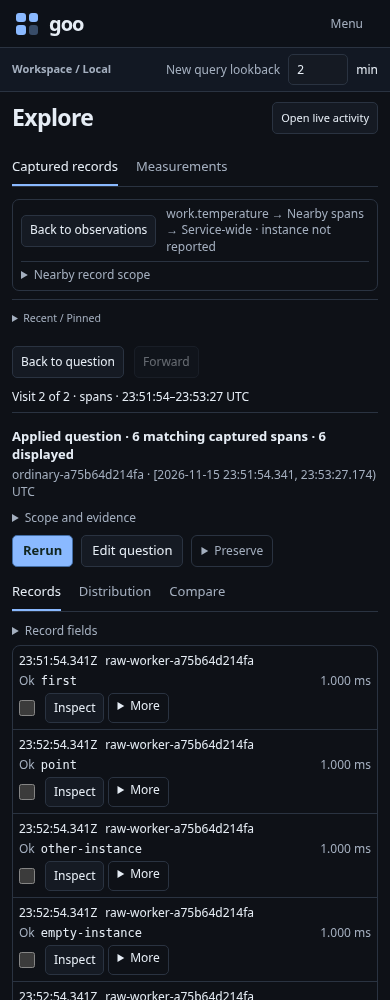 goo
Menu
Workspace / Local
New query lookback 2 min
Explore
Open live activity
Captured records Measurements
Back to observations
work.temperature → Nearby spans
→ Service-wide · instance not
reported
▶ Nearby record scope
▶ Recent / Pinned
Back to question Forward
Visit 2 of 2 · spans · 23:51:54–23:53:27 UTC
Applied question · 6 matching captured spans · 6
displayed
ordinary-a75b64d214fa · [2026-11-15 23:51:54.341, 23:53:27.174)
UTC
▶ Scope and evidence
Rerun Edit question ▶ Preserve
Records Distribution Compare
▶ Record fields
23:51:54.341Z raw-worker-a75b64d214fa
Ok first 1.000 ms
Inspect ▶ More
23:52:54.341Z raw-worker-a75b64d214fa
Ok point 1.000 ms
Inspect ▶ More
23:52:54.341Z raw-worker-a75b64d214fa
Ok other-instance 1.000 ms
Inspect ▶ More
23:52:54.341Z raw-worker-a75b64d214fa
Ok empty-instance 1.000 ms
Inspect ▶ More
23:52:54.341Z raw-worker-a75b64d214fa